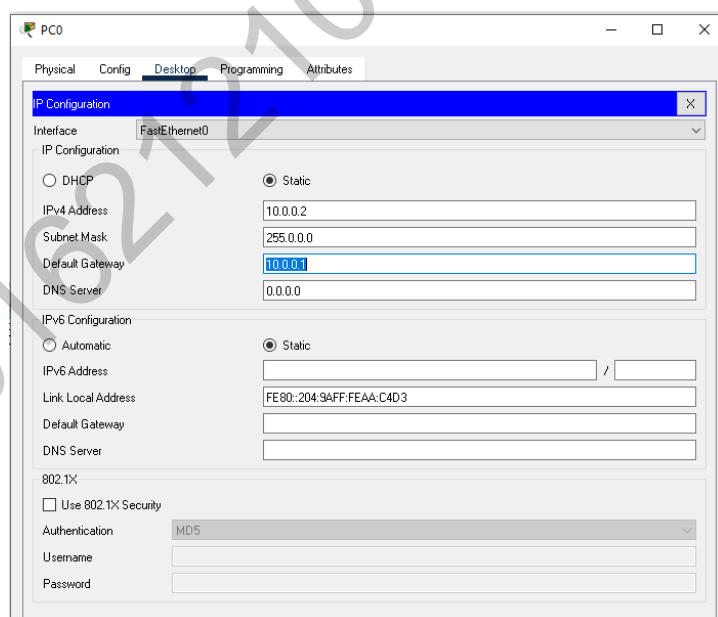 PC0
Physical Config Desktop Programming Attributes
IP Configuration X
Interface FastEthernet0
IP Configuration
DHCP Static
IPv4 Address 10.0.0.2
Subnet Mask 255.0.0.0
Default Gateway 10.0.0.1
DNS Server 0.0.0.0
IPv6 Configuration
Automatic Static
IPv6 Address /
Link Local Address FE80::204:9AFF:FEAA:C4D3
Default Gateway
DNS Server
802.1X
Use 802.1X Security
Authentication MD5
Username
Password